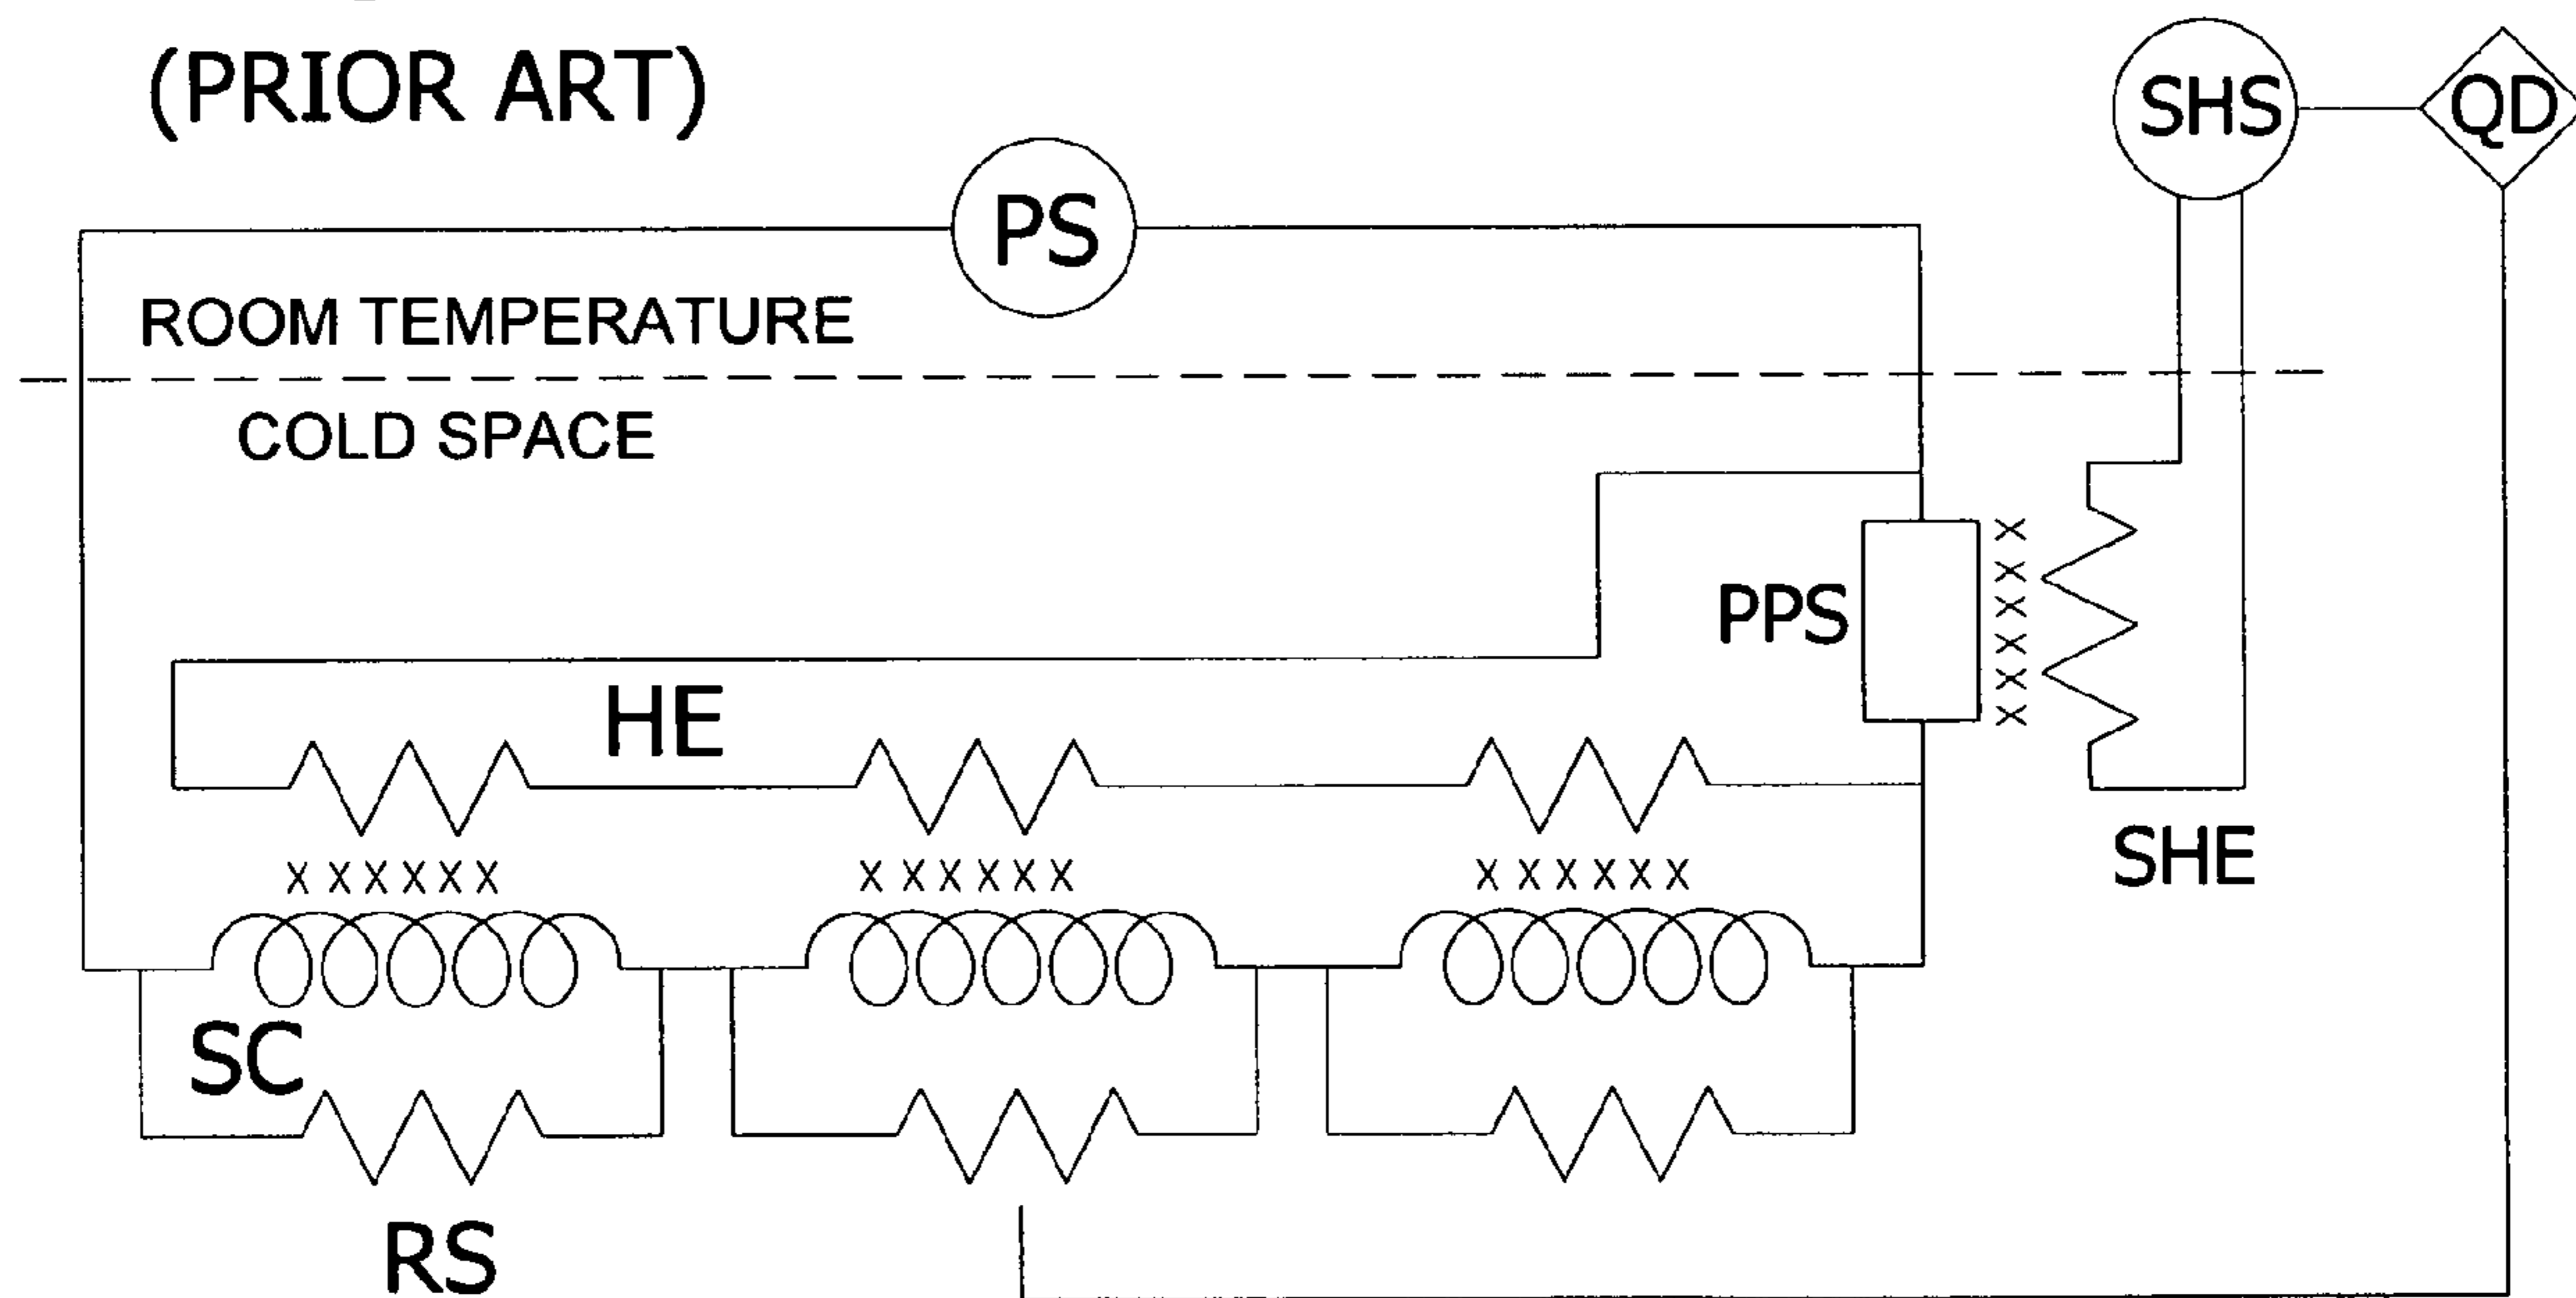 (PRIOR ART)
SHS
QD
PS
ROOM TEMPERATURE
COLD SPACE
PPS
HE
X X X X X X
SHE
X X X X X X
X X X X X X
X X X X X X
SC
RS